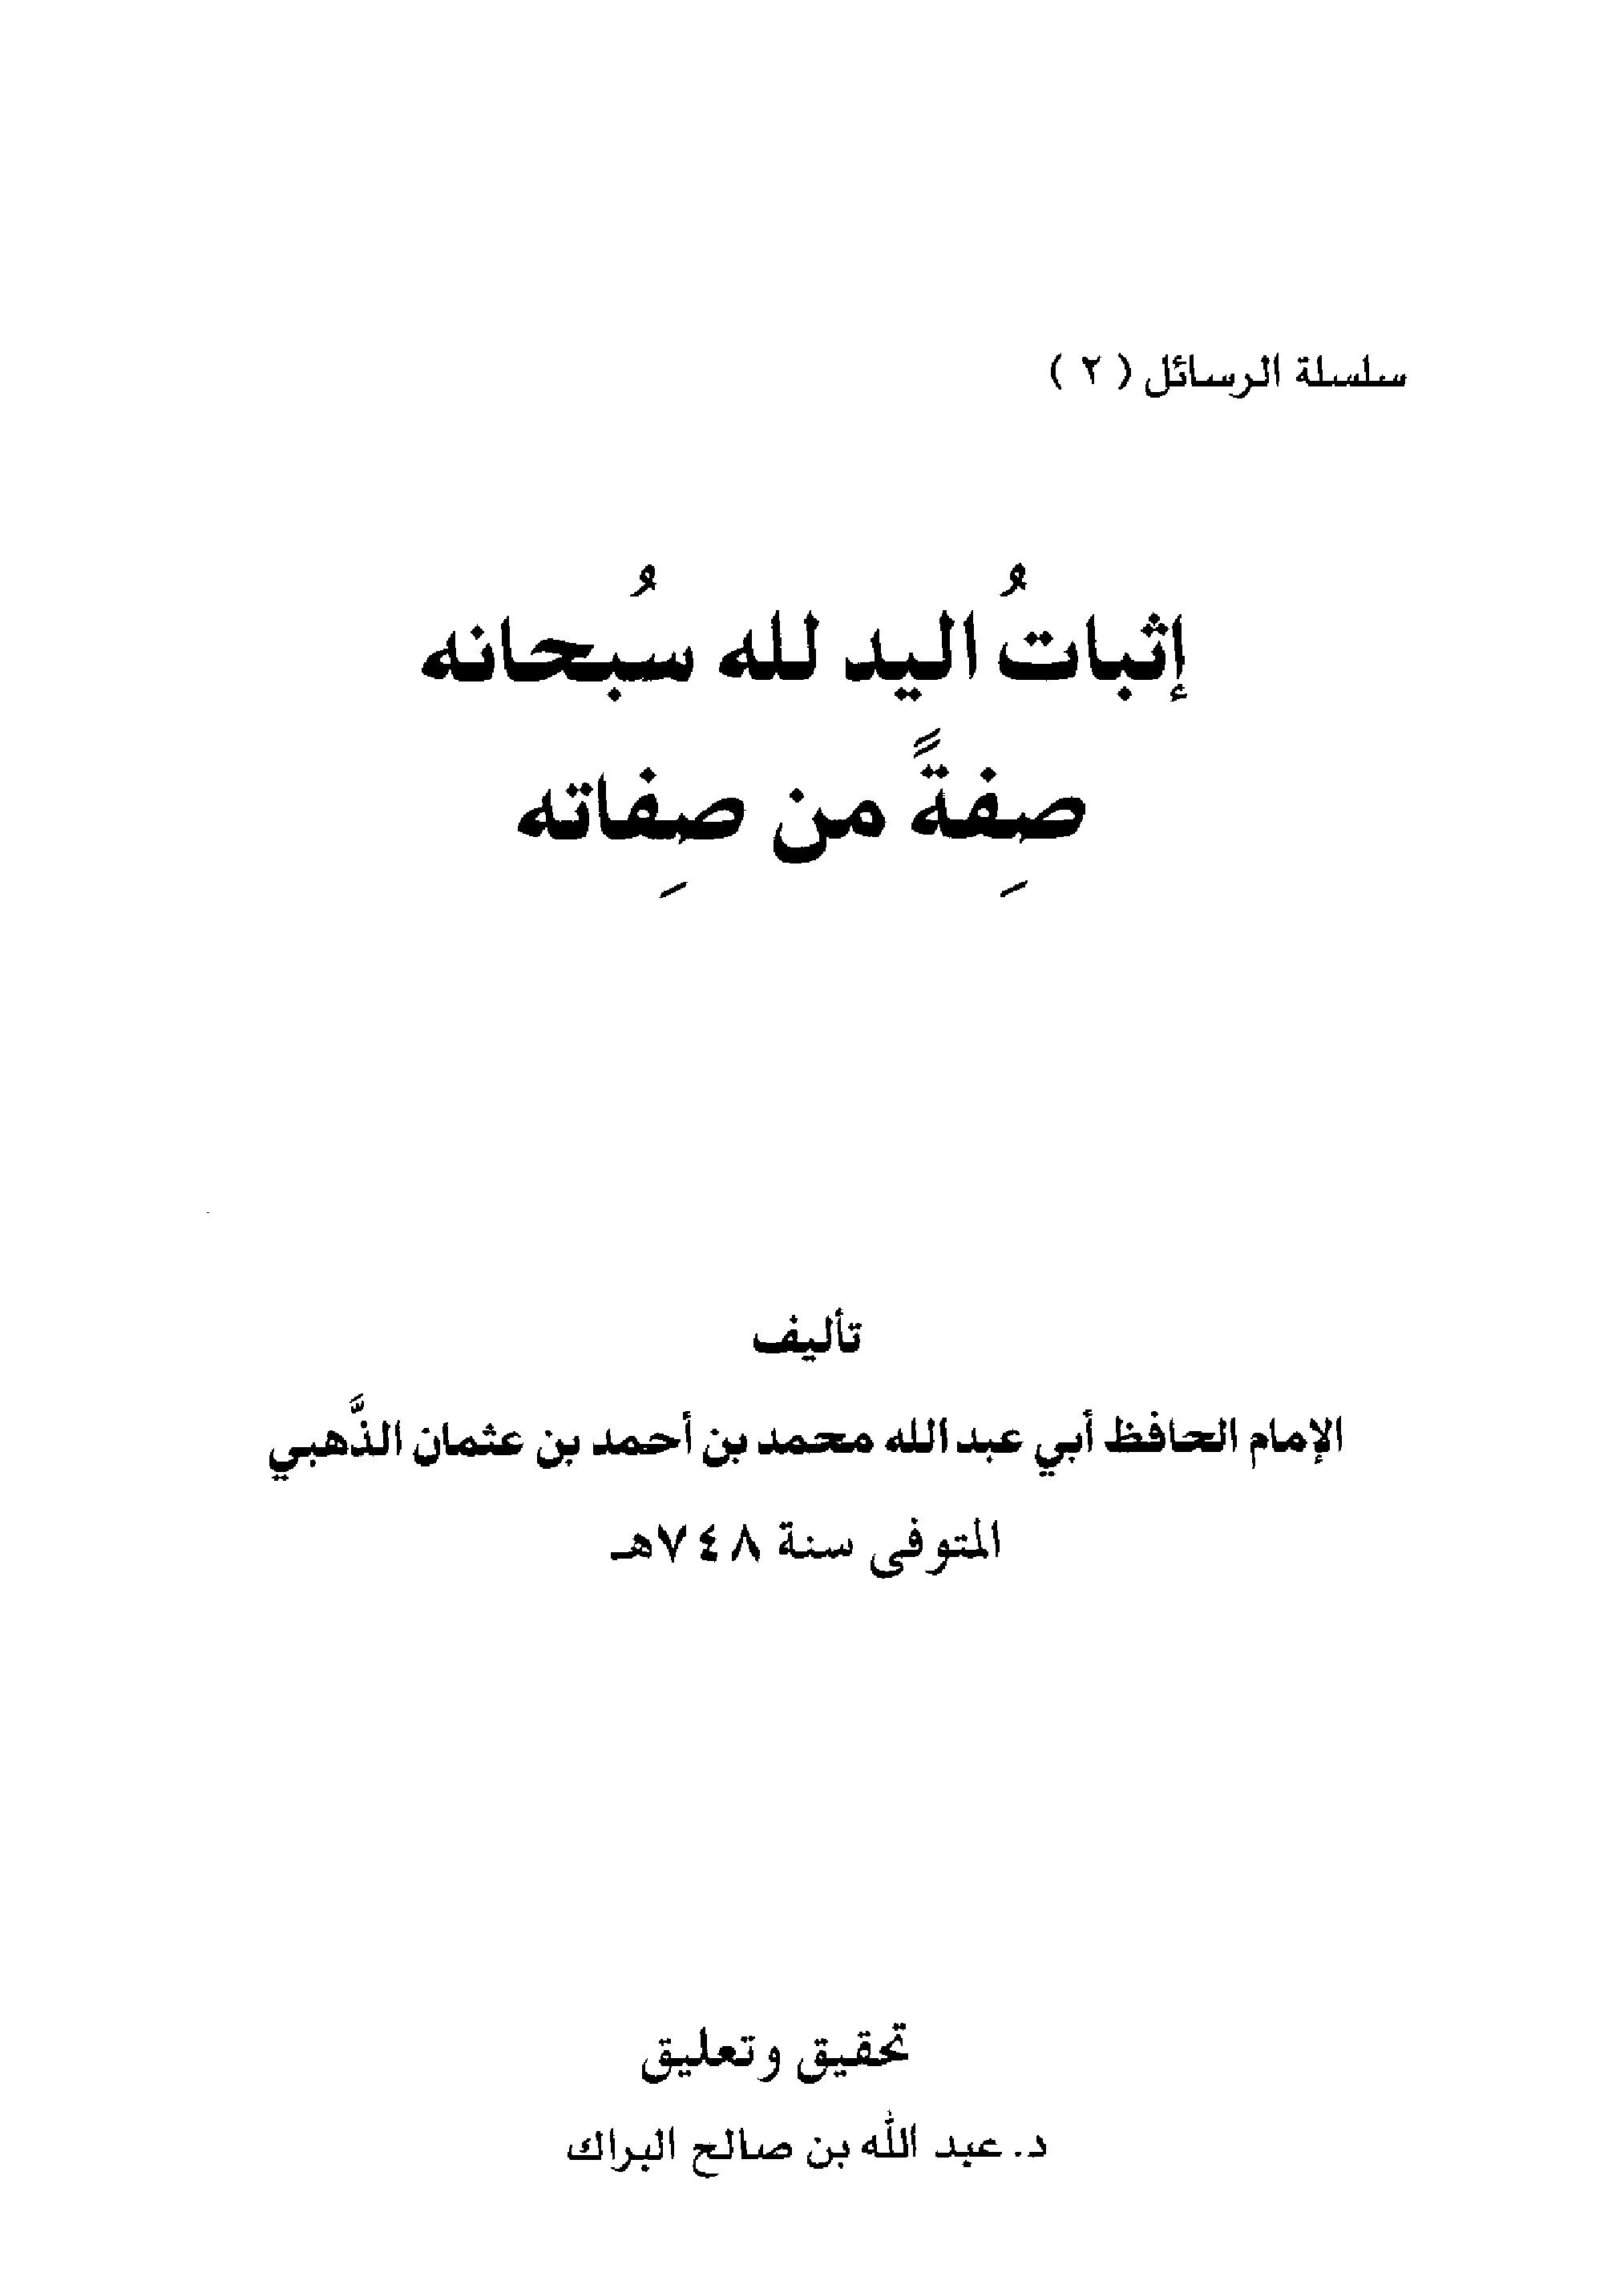 سلسلة الرسائل ( ٢ )
إثباتُ اليد لله سُبحانه
صِفةً من صِفاته
تأليف
الإمام الحافظ أبي عبد الله محمد بن أحمد بن عثمان الذَّهبي
المتوفى سنة ٧٤٨هـ
تحقيق وتعليق
د. عبد الله بن صالح البراك